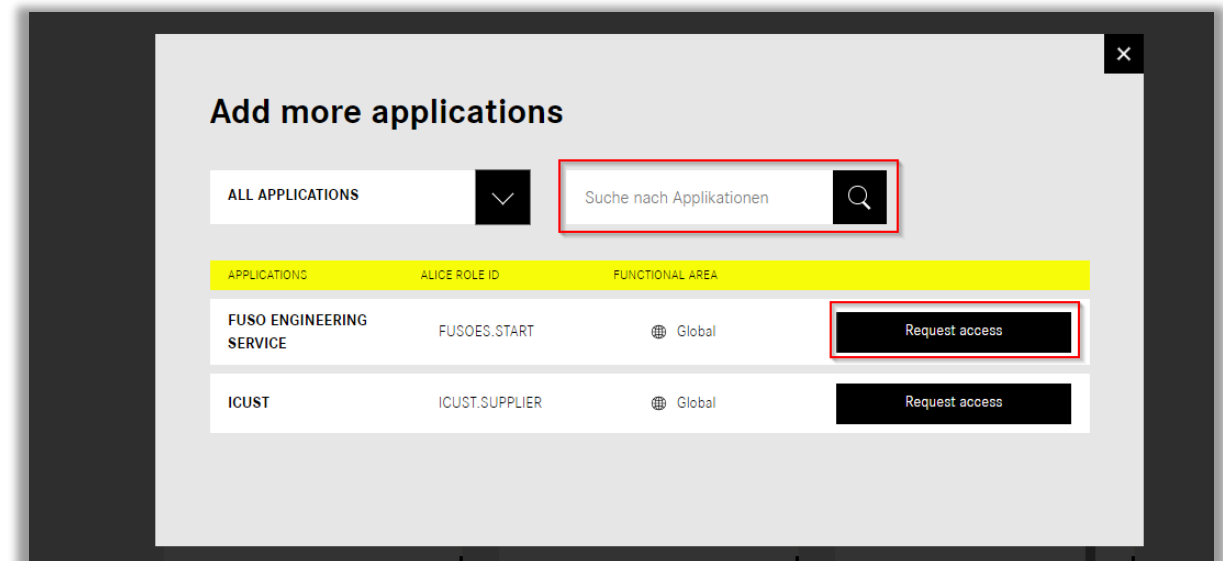 Add more applications
ALL APPLICATIONS
Suche nach Applikationen
APPLICATIONS ALICE ROLE ID FUNCTIONAL AREA
FUSO ENGINEERING
SERVICE
FUSOES.START Global Request access
ICUST ICUST.SUPPLIER Global Request access